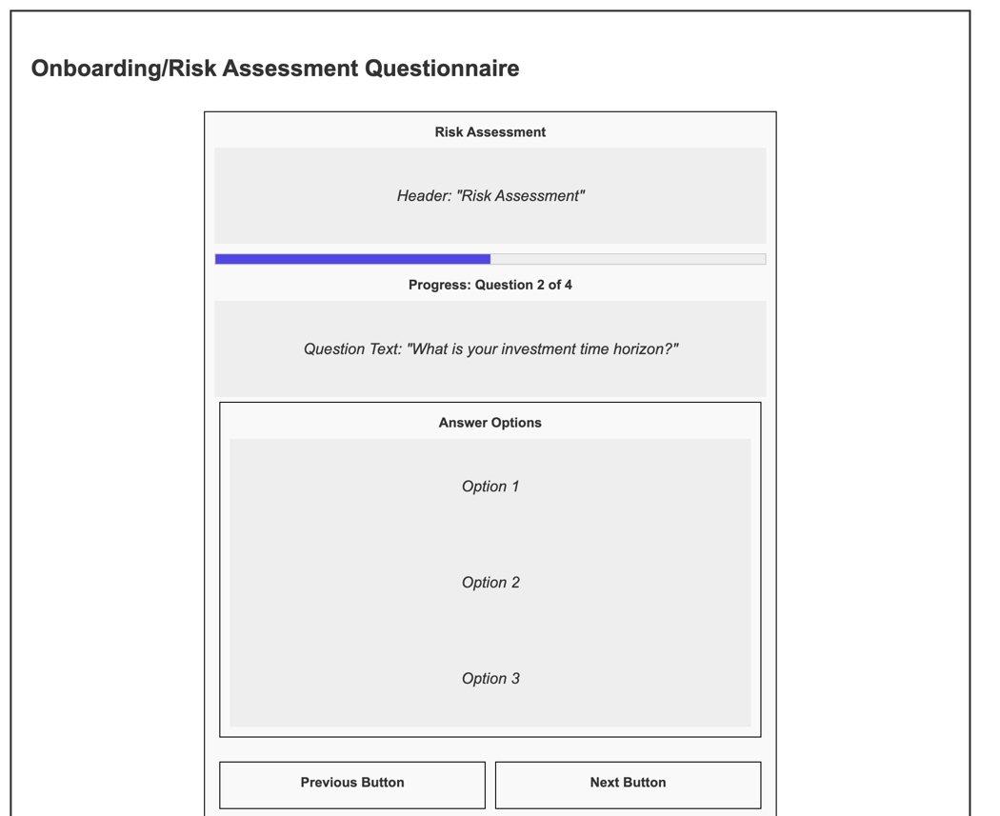 Onboarding/Risk Assessment Questionnaire
Risk Assessment
Header: "Risk Assessment"
Progress: Question 2 of 4
Question Text: "What is your investment time horizon?"
Answer Options
Option 1
Option 2
Option 3
Previous Button
Next Button